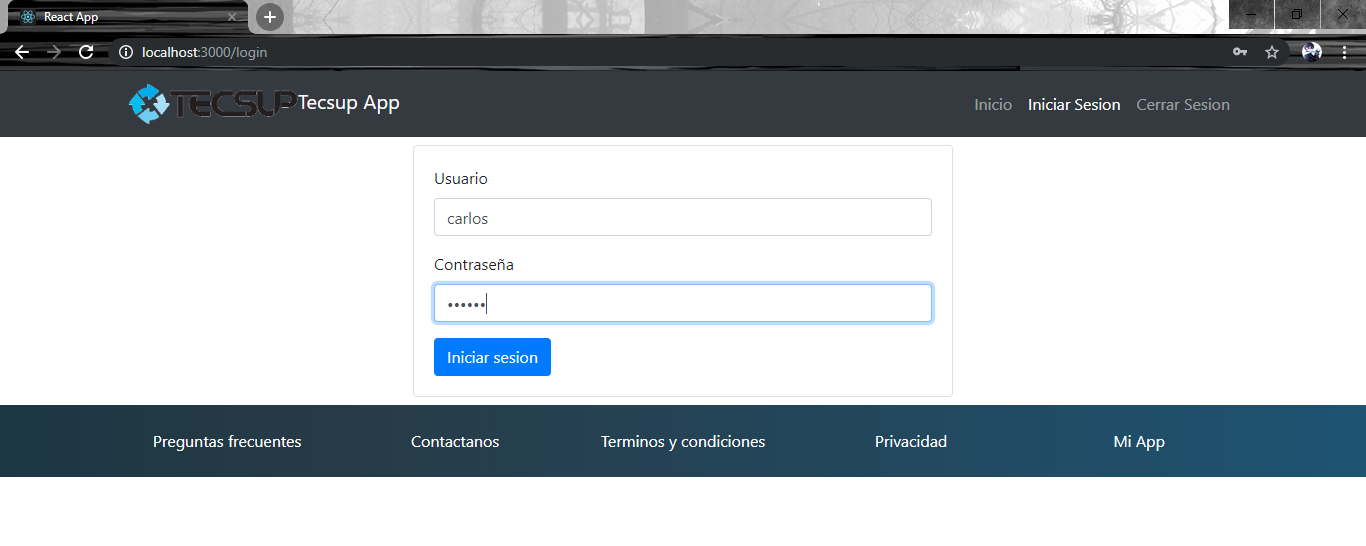 React App
localhost:3000/login
TECSUP Tecsup App
Inicio Iniciar Sesion Cerrar Sesion
Usuario
carlos
Contraseña
••••••
Iniciar sesion
Preguntas frecuentes Contactanos Terminos y condiciones Privacidad Mi App